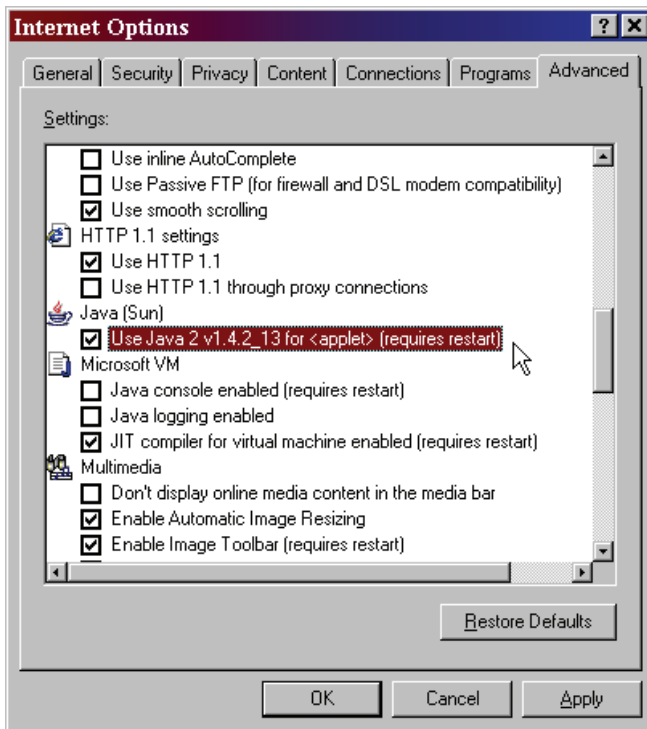 Internet Options
General Security Privacy Content Connections Programs Advanced
Settings:
Use inline AutoComplete
Use Passive FTP (for firewall and DSL modem compatibility)
Use smooth scrolling
HTTP 1.1 settings
Use HTTP 1.1
Use HTTP 1.1 through proxy connections
Java (Sun)
Use Java 2 v1.4.2_13 for <applet> (requires restart)
Microsoft VM
Java console enabled (requires restart)
Java logging enabled
JIT compiler for virtual machine enabled (requires restart)
Multimedia
Don't display online media content in the media bar
Enable Automatic Image Resizing
Enable Image Toolbar (requires restart)
Restore Defaults
OK Cancel Apply